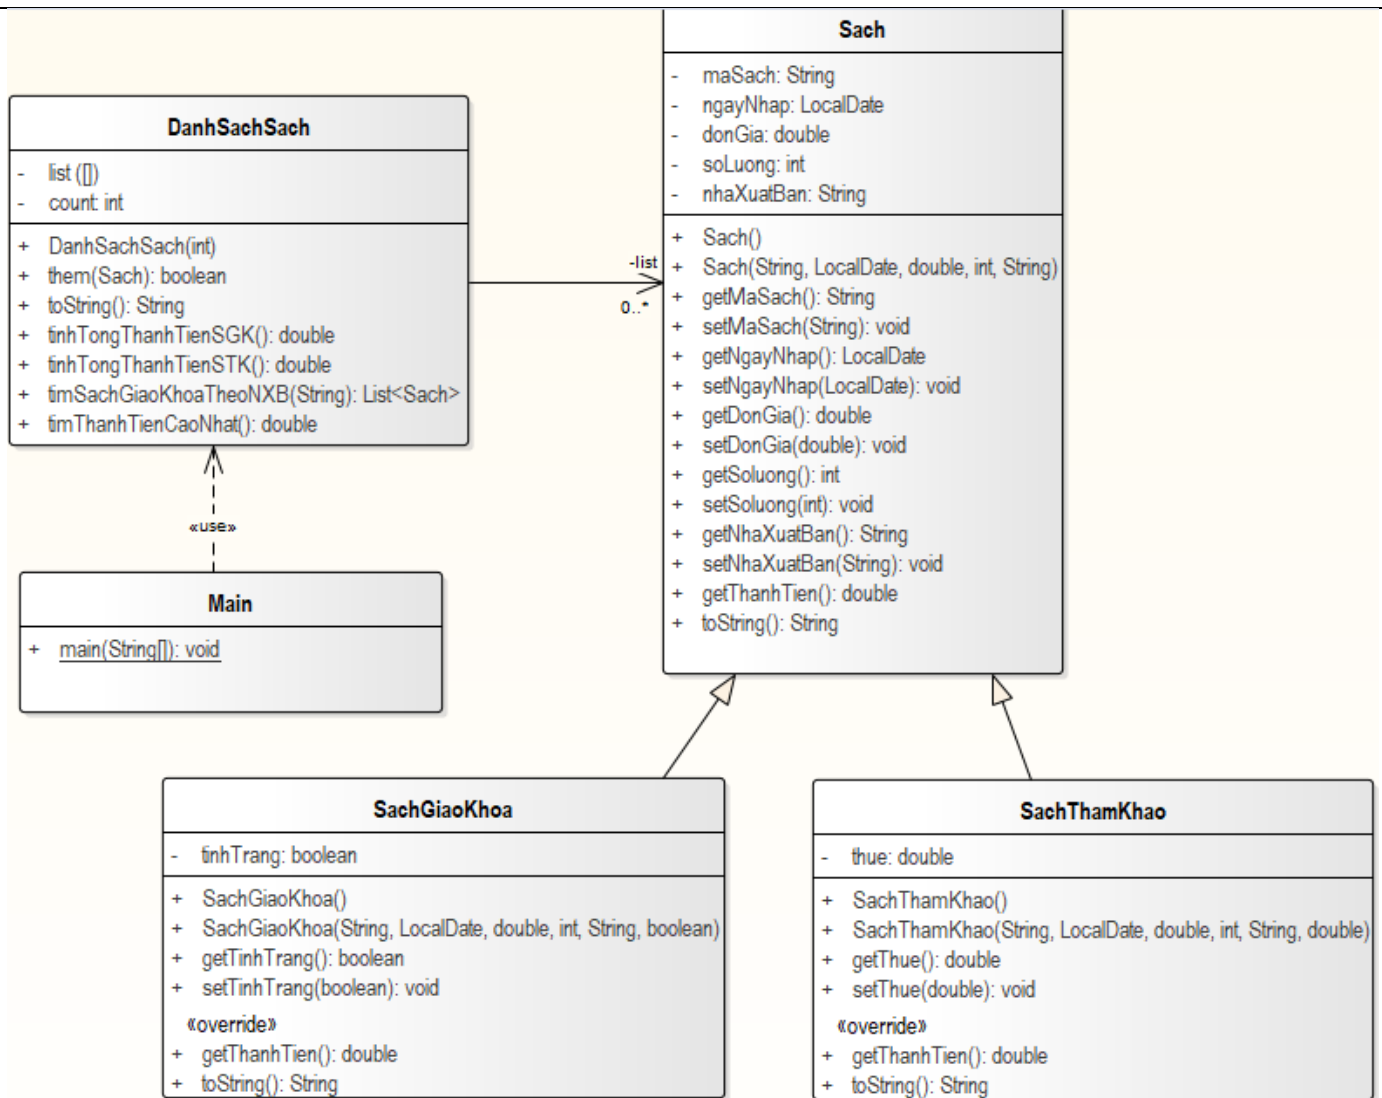 DanhSachSach
- list ([])
- count: int
+ DanhSachSach(int)
+ them(Sach): boolean
+ toString(): String
+ tinhTongThanhTienSGK(): double
+ tinhTongThanhTienSTK(): double
+ timSachGiaoKhoaTheoNXB(String): List<Sach>
+ timThanhTienCaoNhat(): double
-list
0..*
Sach
- maSach: String
- ngayNhap: LocalDate
- donGia: double
- soLuong: int
- nhaXuatBan: String
+ Sach()
+ Sach(String, LocalDate, double, int, String)
+ getMaSach(): String
+ setMaSach(String): void
+ getNgayNhap(): LocalDate
+ setNgayNhap(LocalDate): void
+ getDonGia(): double
+ setDonGia(double): void
+ getSoluong(): int
+ setSoluong(int): void
+ getNhaXuatBan(): String
+ setNhaXuatBan(String): void
+ getThanhTien(): double
+ toString(): String
«use»
Main
+ main(String[]): void
SachGiaoKhoa
- tinhTrang: boolean
+ SachGiaoKhoa()
+ SachGiaoKhoa(String, LocalDate, double, int, String, boolean)
+ getTinhTrang(): boolean
+ setTinhTrang(boolean): void
«override»
+ getThanhTien(): double
+ toString(): String
SachThamKhao
- thue: double
+ SachThamKhao()
+ SachThamKhao(String, LocalDate, double, int, String, double)
+ getThue(): double
+ setThue(double): void
«override»
+ getThanhTien(): double
+ toString(): String